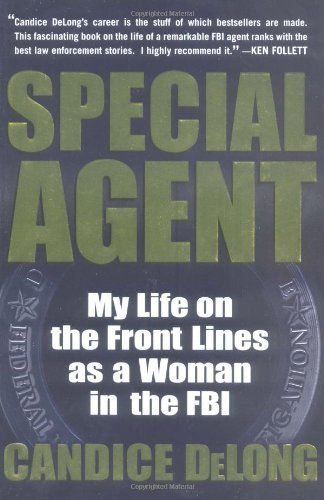 “Candice DeLong's career is the stuff of which bestsellers are made.
This fascinating book on the life of a remarkable FBI agent ranks with the
best law enforcement stories. I highly recommend it.” —KEN FOLLETT
SPECIAL
AGENT
My Life on
the Front Lines
as a Woman
in the FBI
FEDERAL
CANDICE DeLONG